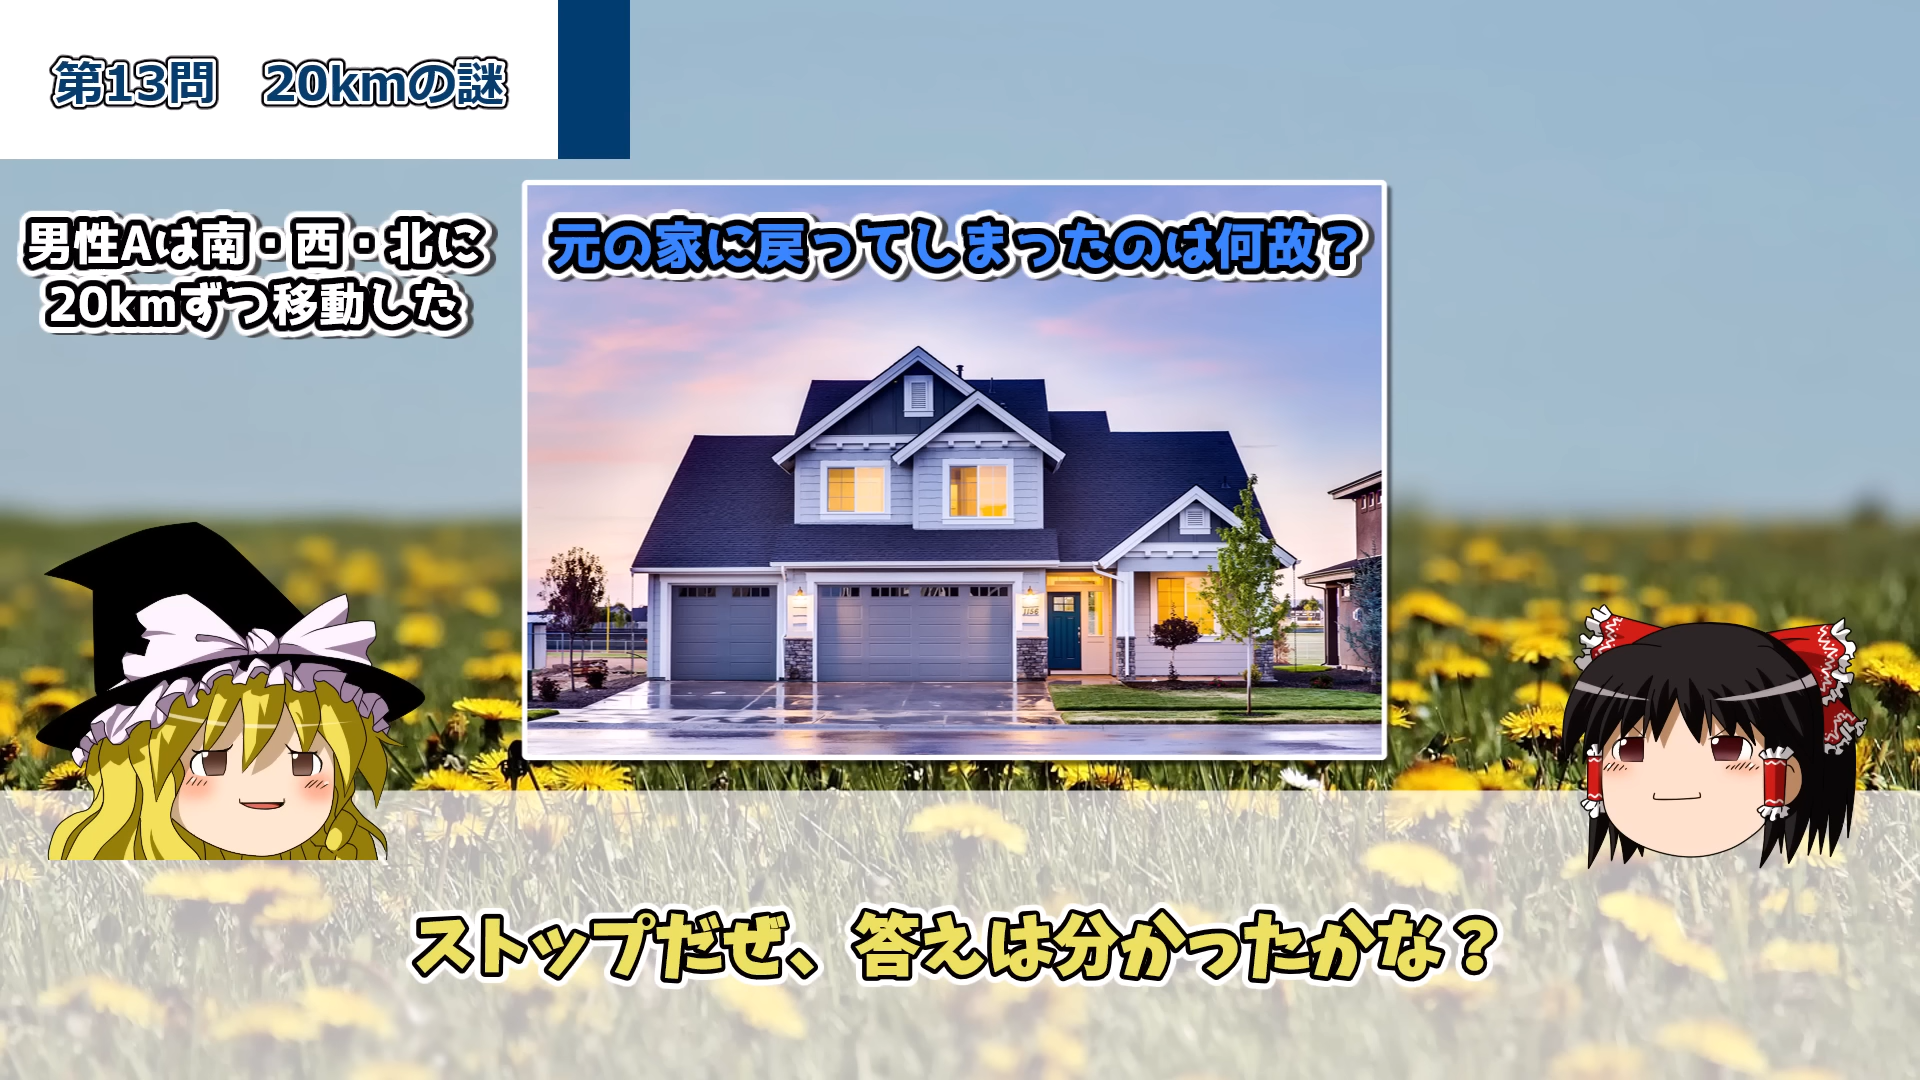 第13問　20kmの謎
男性Aは南・西・北に
20kmずつ移動した
元の家に戻ってしまったのは何故？
1156
ストップだぜ、答えは分かったかな？